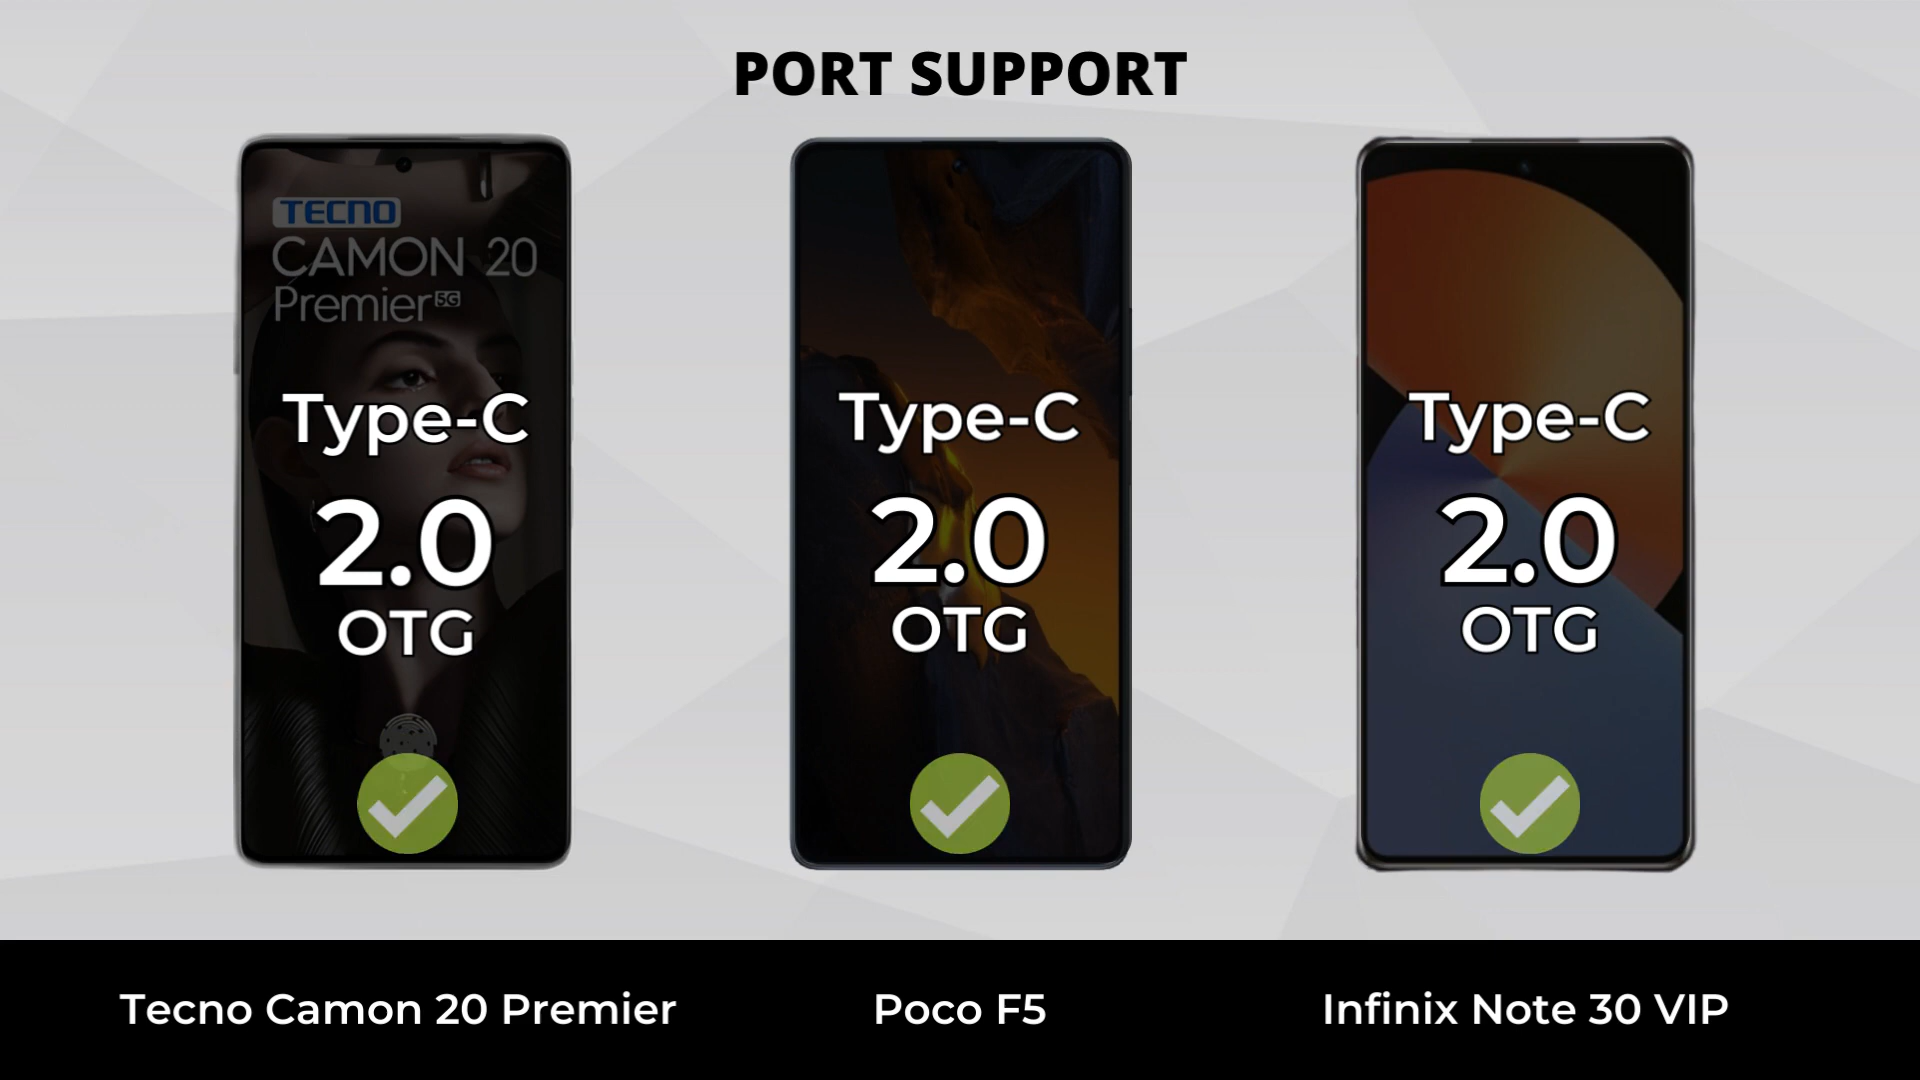 PORT SUPPORT
TECNO
CAMON 20
Premier 5G
Type-C
2.0
OTG
Type-C
2.0
OTG
Type-C
2.0
OTG
Tecno Camon 20 Premier
Poco F5
Infinix Note 30 VIP